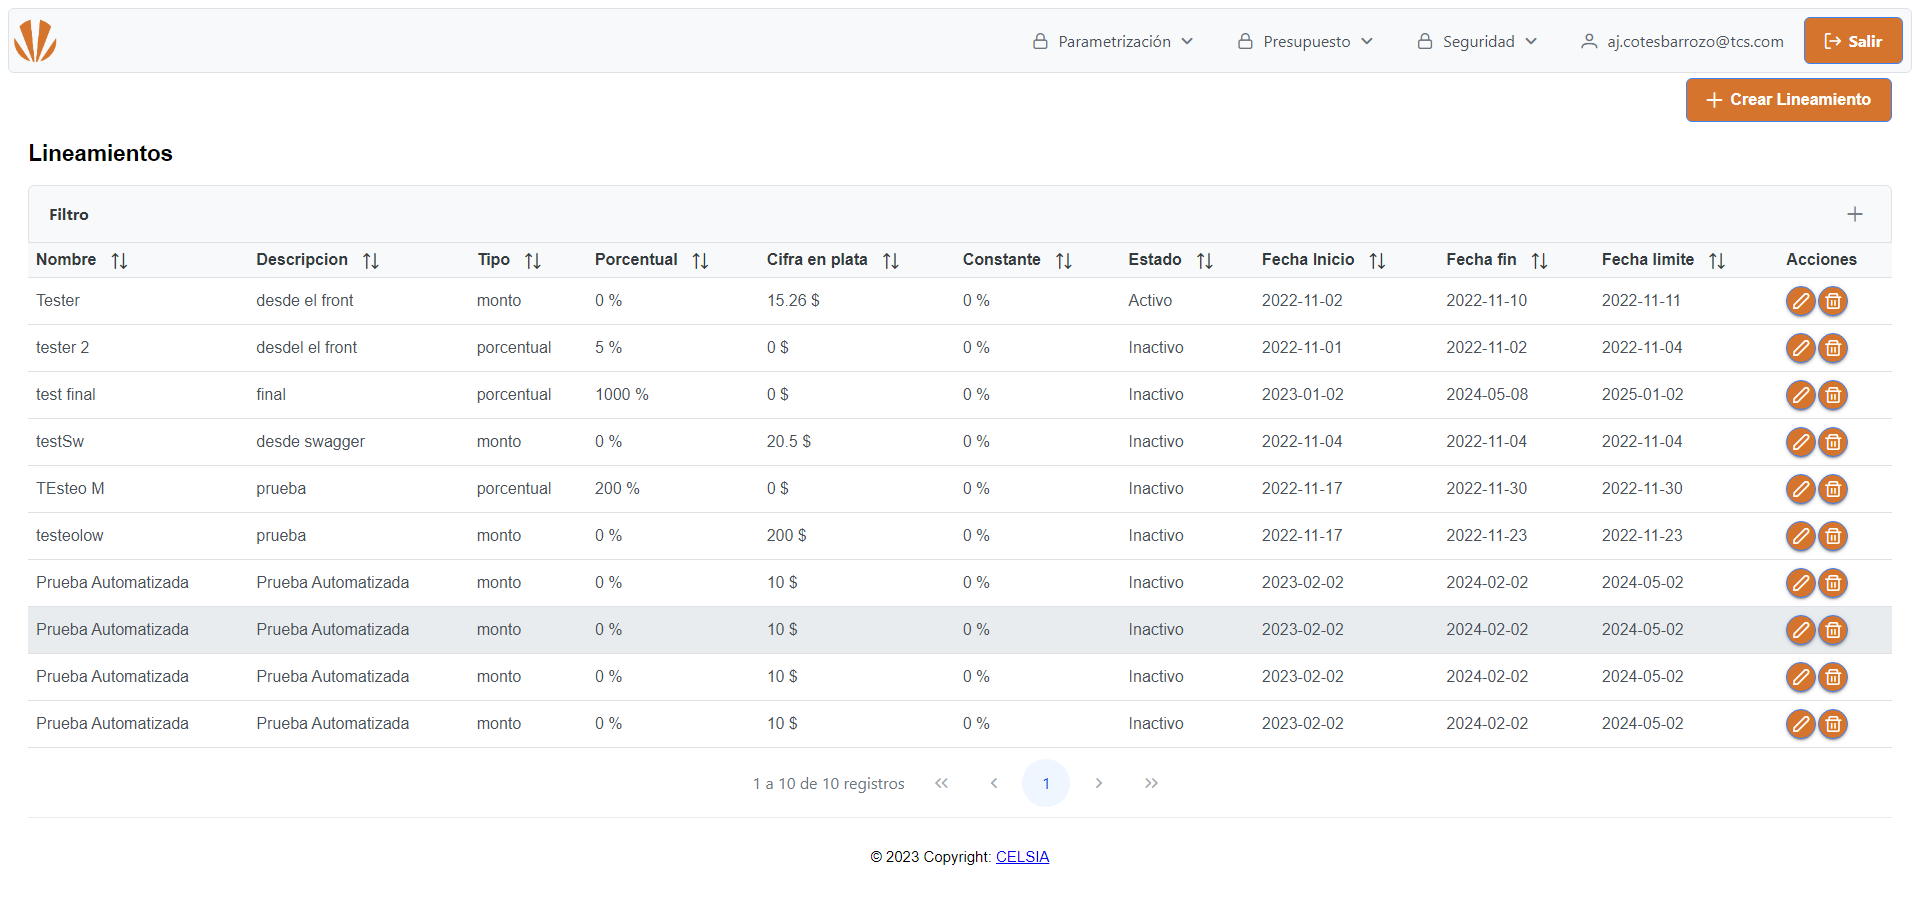 Parametrización Presupuesto Seguridad aj.cotesbarrozo@tcs.com Salir
Crear Lineamiento
Lineamientos
Filtro
Nombre Descripcion Tipo Porcentual Cifra en plata Constante Estado Fecha Inicio Fecha fin Fecha limite Acciones
Tester desde el front monto 0 % 15.26 $ 0 % Activo 2022-11-02 2022-11-10 2022-11-11
tester 2 desdel el front porcentual 5 % 0 $ 0 % Inactivo 2022-11-01 2022-11-02 2022-11-04
test final final porcentual 1000 % 0 $ 0 % Inactivo 2023-01-02 2024-05-08 2025-01-02
testSw desde swagger monto 0 % 20.5 $ 0 % Inactivo 2022-11-04 2022-11-04 2022-11-04
TEsteo M prueba porcentual 200 % 0 $ 0 % Inactivo 2022-11-17 2022-11-30 2022-11-30
testeolow prueba monto 0 % 200 $ 0 % Inactivo 2022-11-17 2022-11-23 2022-11-23
Prueba Automatizada Prueba Automatizada monto 0 % 10 $ 0 % Inactivo 2023-02-02 2024-02-02 2024-05-02
Prueba Automatizada Prueba Automatizada monto 0 % 10 $ 0 % Inactivo 2023-02-02 2024-02-02 2024-05-02
Prueba Automatizada Prueba Automatizada monto 0 % 10 $ 0 % Inactivo 2023-02-02 2024-02-02 2024-05-02
Prueba Automatizada Prueba Automatizada monto 0 % 10 $ 0 % Inactivo 2023-02-02 2024-02-02 2024-05-02
1 a 10 de 10 registros 1
© 2023 Copyright: CELSIA